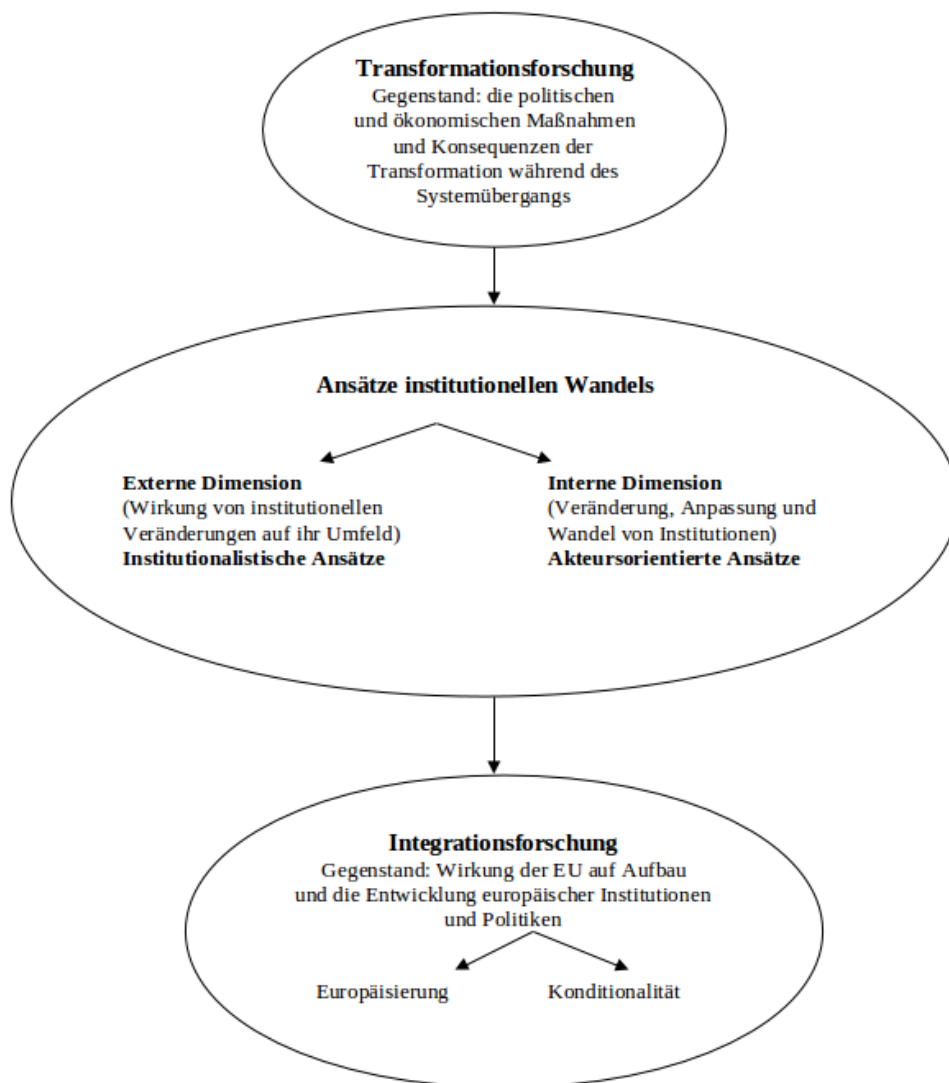 Transformationsforschung
Gegenstand: die politischen
und ökonomischen Maßnahmen
und Konsequenzen der
Transformation während des
Systemübergangs
Ansätze institutionellen Wandels
Externe Dimension
(Wirkung von institutionellen
Veränderungen auf ihr Umfeld)
Institutionalistische Ansätze
Interne Dimension
(Veränderung, Anpassung und
Wandel von Institutionen)
Akteursorientierte Ansätze
Integrationsforschung
Gegenstand: Wirkung der EU auf Aufbau
und die Entwicklung europäischer Institutionen
und Politiken
Europäisierung
Konditionalität